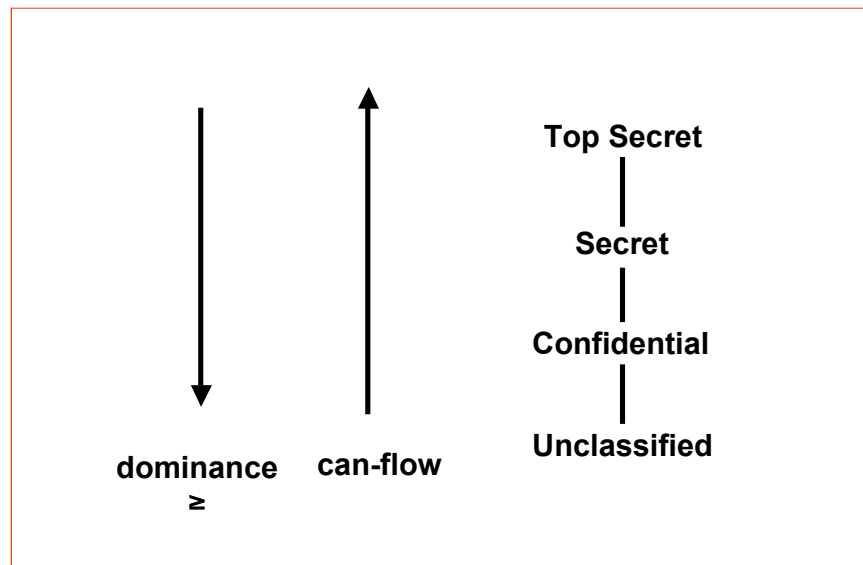 Top Secret
Secret
Confidential
Unclassified
dominance
≥
can-flow